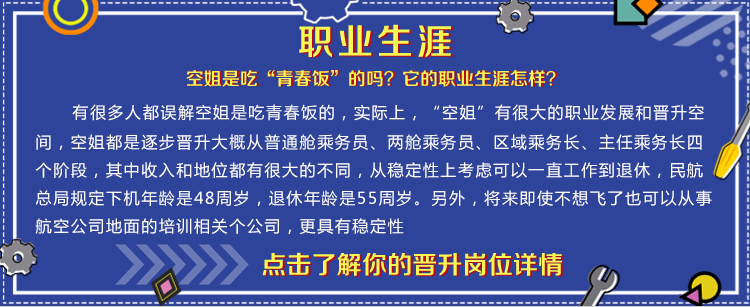 职业生涯
空姐是吃“青春饭”的吗？它的职业生涯怎样？
有很多人都误解空姐是吃青春饭的，实际上，“空姐”有很大的职业发展和晋升空
间，空姐都是逐步晋升大概从普通舱乘务员、两舱乘务员、区域乘务长、主任乘务长四
个阶段，其中收入和地位都有很大的不同，从稳定性上考虑可以一直工作到退休，民航
总局规定下机年龄是48周岁，退休年龄是55周岁。另外，将来即使不想飞了也可以从事
航空公司地面的培训相关个公司，更具有稳定性
点击了解你的晋升岗位详情